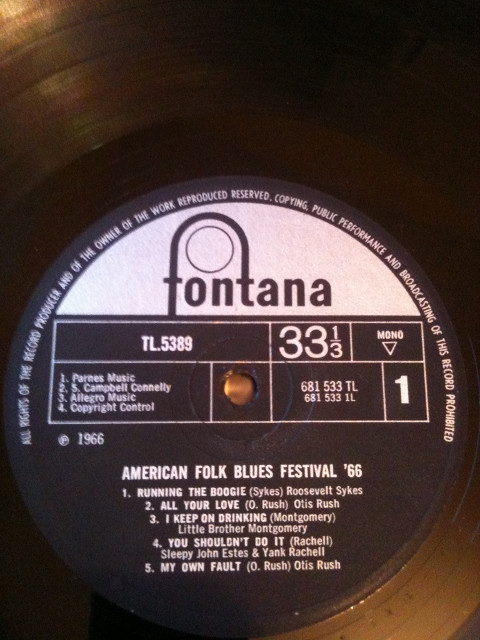 ALL RIGHTS OF THE RECORD PRODUCER AND OF THE OWNER OF THE WORK REPRODUCED RESERVED. COPYING, PUBLIC PERFORMANCE AND BROADCASTING OF THIS RECORD PROHIBITED
fontana
TL.5389
33⅓
MONO
1. Parnes Music
2. 5. Campbell Connelly
3. Allegro Music
4. Copyright Control
681 533 TL
681 533 1L
1
℗ 1966
AMERICAN FOLK BLUES FESTIVAL '66
1. RUNNING THE BOOGIE (Sykes) Roosevelt Sykes
2. ALL YOUR LOVE (O. Rush) Otis Rush
3. I KEEP ON DRINKING (Montgomery)
Little Brother Montgomery
4. YOU SHOULDN'T DO IT (Rachell)
Sleepy John Estes & Yank Rachell
5. MY OWN FAULT (O. Rush) Otis Rush